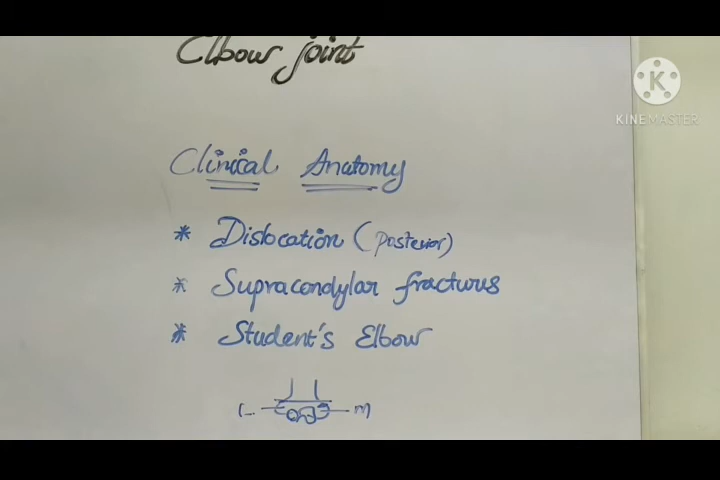 Elbow joint
K
KINEMASTER
Clinical Anatomy
* Dislocation (Posterior)
* Supracondylar fractures
* Student's Elbow
L
m